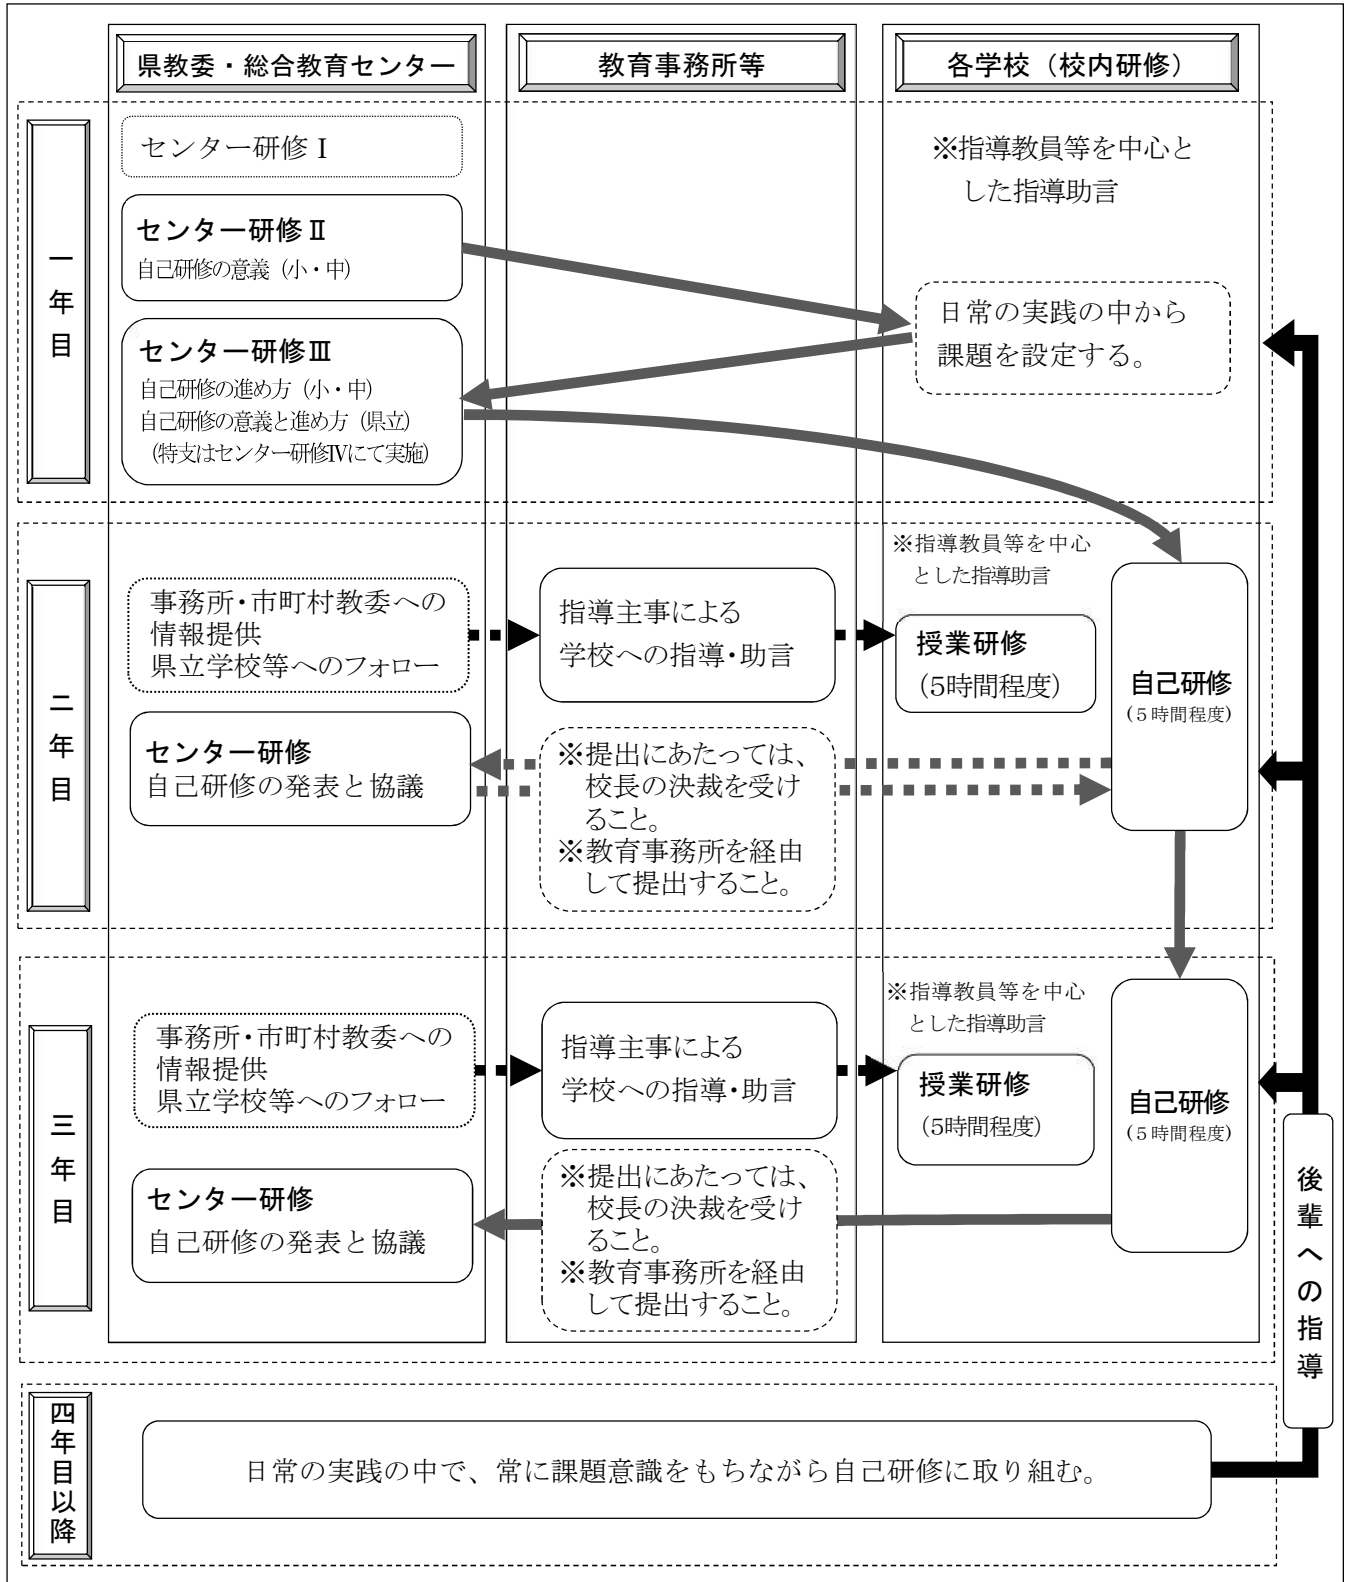 県教委・総合教育センター
教育事務所等
各学校（校内研修）
一年目
センター研修Ⅰ
センター研修Ⅱ
自己研修の意義（小・中）
センター研修Ⅲ
自己研修の進め方（小・中）
自己研修の意義と進め方（県立）
（特支はセンター研修Ⅳにて実施）
※指導教員等を中心と
した指導助言
日常の実践の中から
課題を設定する。
二年目
事務所・市町村教委への
情報提供
県立学校等へのフォロー
指導主事による
学校への指導・助言
※指導教員等を中心
とした指導助言
授業研修
（5時間程度）
自己研修
（５時間程度）
センター研修
自己研修の発表と協議
※提出にあたっては、
校長の決裁を受け
ること。
※教育事務所を経由
して提出すること。
三年目
事務所・市町村教委への
情報提供
県立学校等へのフォロー
指導主事による
学校への指導・助言
※指導教員等を中心
とした指導助言
授業研修
（5時間程度）
自己研修
（５時間程度）
センター研修
自己研修の発表と協議
※提出にあたっては、
校長の決裁を受け
ること。
※教育事務所を経由
して提出すること。
後輩への指導
四年目以降
日常の実践の中で、常に課題意識をもちながら自己研修に取り組む。